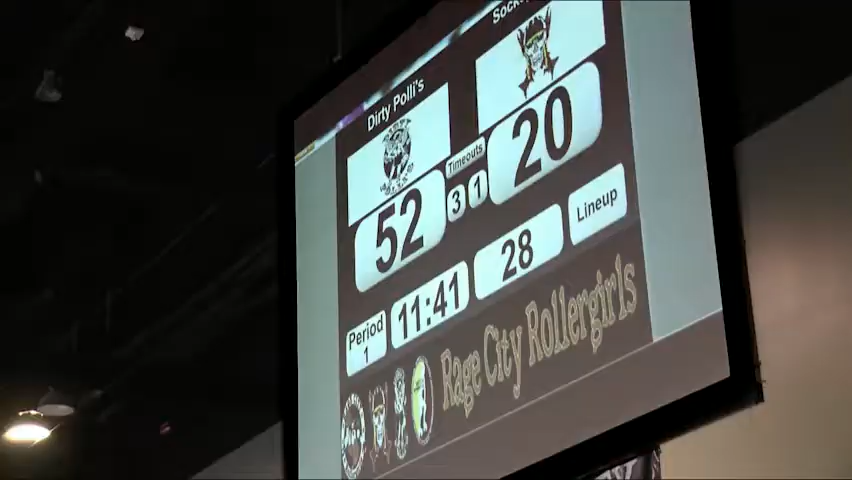 Dirty Polli's
Timeouts
52
3
1
20
Period
1
11:41
28
Lineup
Rage City Rollergirls